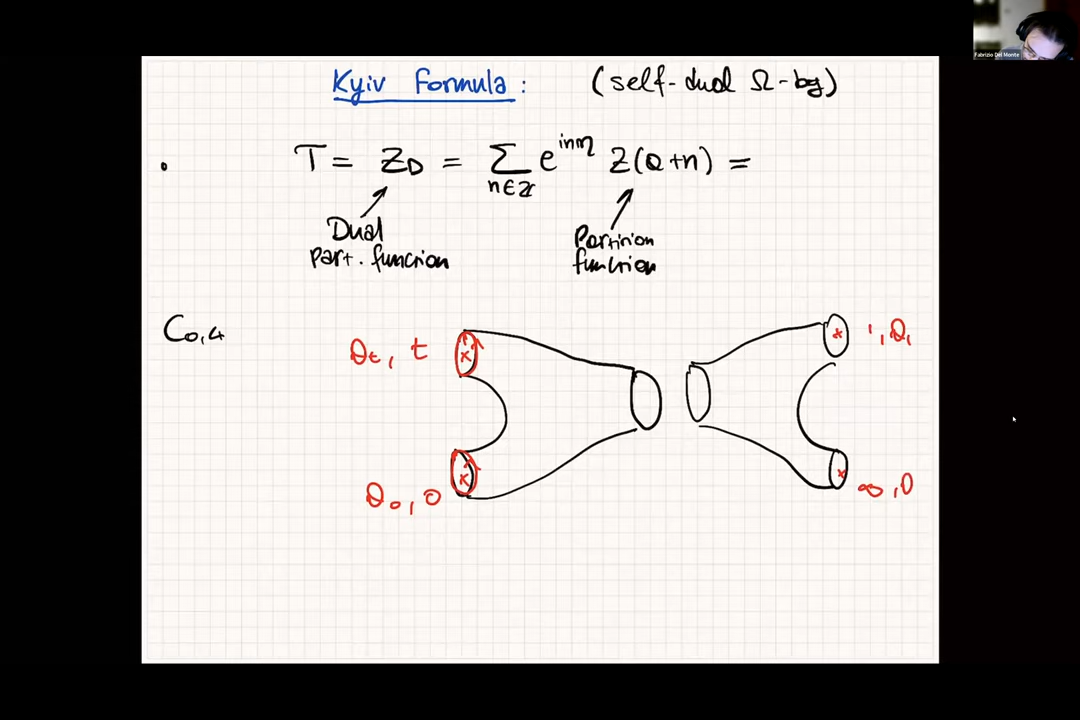 Kyiv Formula: (self-dual Ω-bg)
T = Z_D = Σ_{n∈ℤ} e^{inη} Z(a+n) =
Dual part. function
Partition function
C_{0,4}
θ_t, t
1, θ_1
θ_0, 0
∞, θ
Fabrizio Del Monte